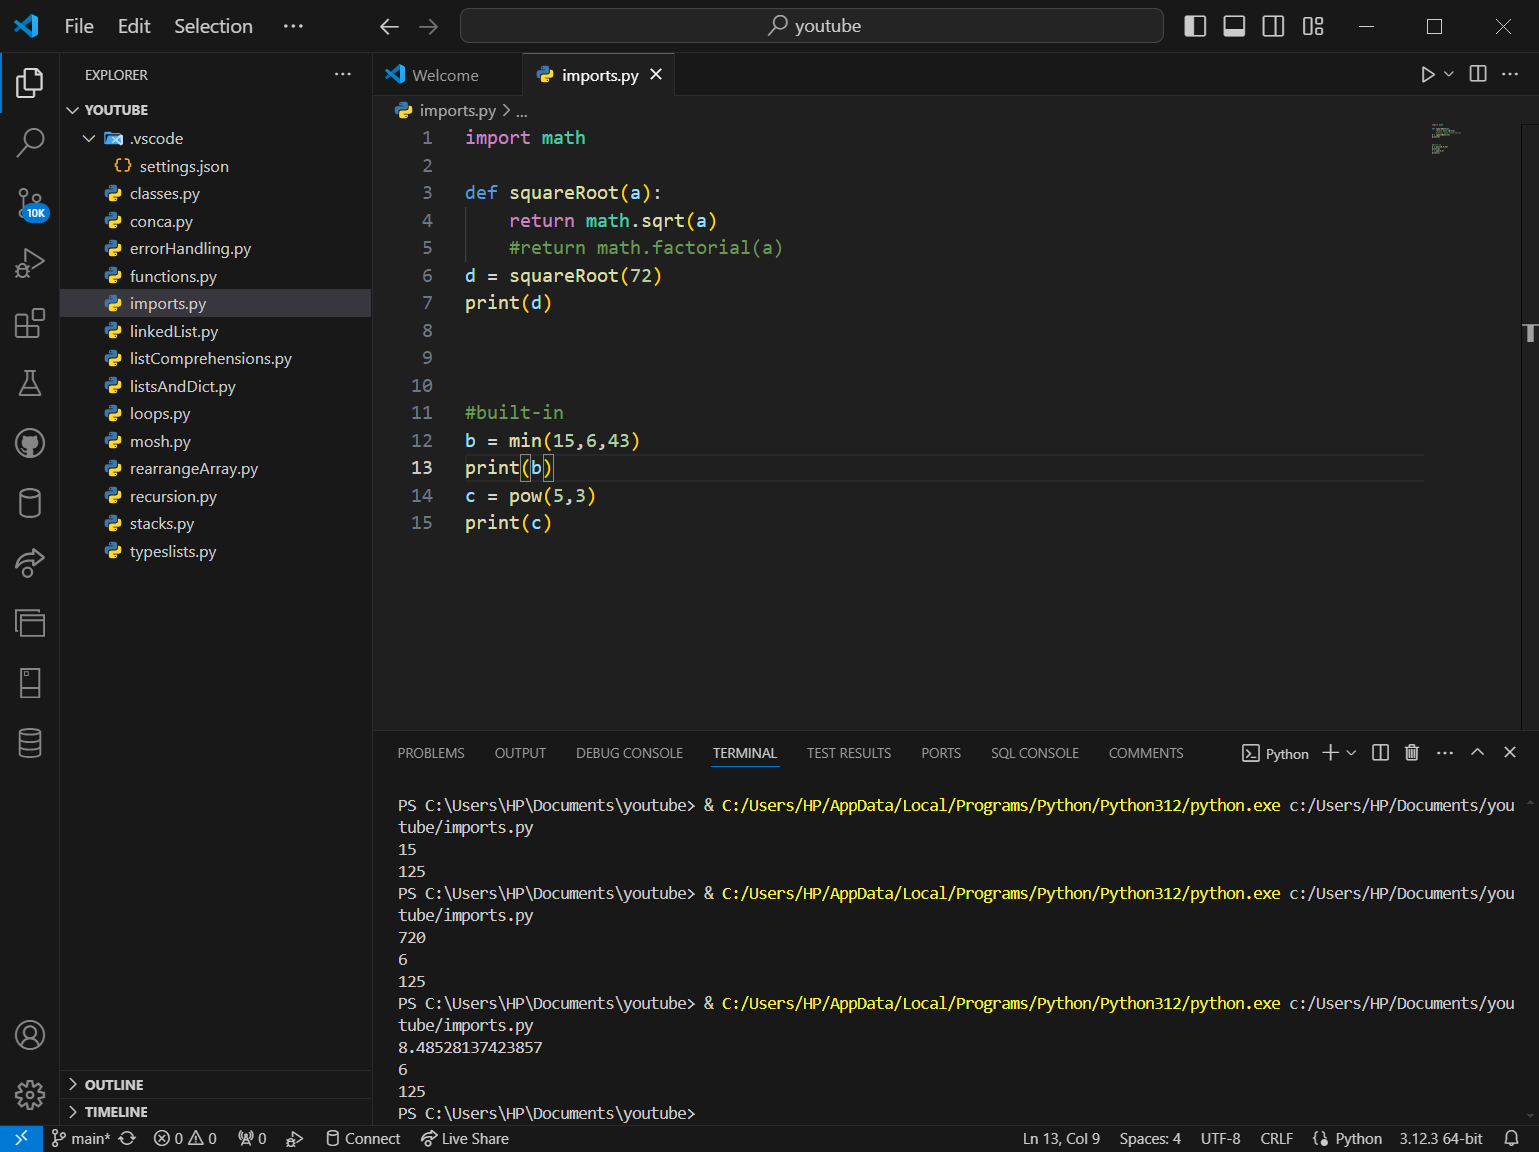 File Edit Selection ··· youtube
EXPLORER ···
YOUTUBE
.vscode
{} settings.json
classes.py
conca.py
errorHandling.py
functions.py
imports.py
linkedList.py
listComprehensions.py
listsAndDict.py
loops.py
mosh.py
rearrangeArray.py
recursion.py
stacks.py
typeslists.py
OUTLINE
TIMELINE
10K
Welcome imports.py
imports.py > ...
1 import math
2
3 def squareRoot(a):
4 return math.sqrt(a)
5 #return math.factorial(a)
6 d = squareRoot(72)
7 print(d)
8
9
10
11 #built-in
12 b = min(15,6,43)
13 print(b)
14 c = pow(5,3)
15 print(c)
PROBLEMS OUTPUT DEBUG CONSOLE TERMINAL TEST RESULTS PORTS SQL CONSOLE COMMENTS Python
PS C:\Users\HP\Documents\youtube> & C:/Users/HP/AppData/Local/Programs/Python/Python312/python.exe c:/Users/HP/Documents/you
tube/imports.py
15
125
PS C:\Users\HP\Documents\youtube> & C:/Users/HP/AppData/Local/Programs/Python/Python312/python.exe c:/Users/HP/Documents/you
tube/imports.py
720
6
125
PS C:\Users\HP\Documents\youtube> & C:/Users/HP/AppData/Local/Programs/Python/Python312/python.exe c:/Users/HP/Documents/you
tube/imports.py
8.48528137423857
6
125
PS C:\Users\HP\Documents\youtube>
main* 0 0 0 Connect Live Share Ln 13, Col 9 Spaces: 4 UTF-8 CRLF Python 3.12.3 64-bit